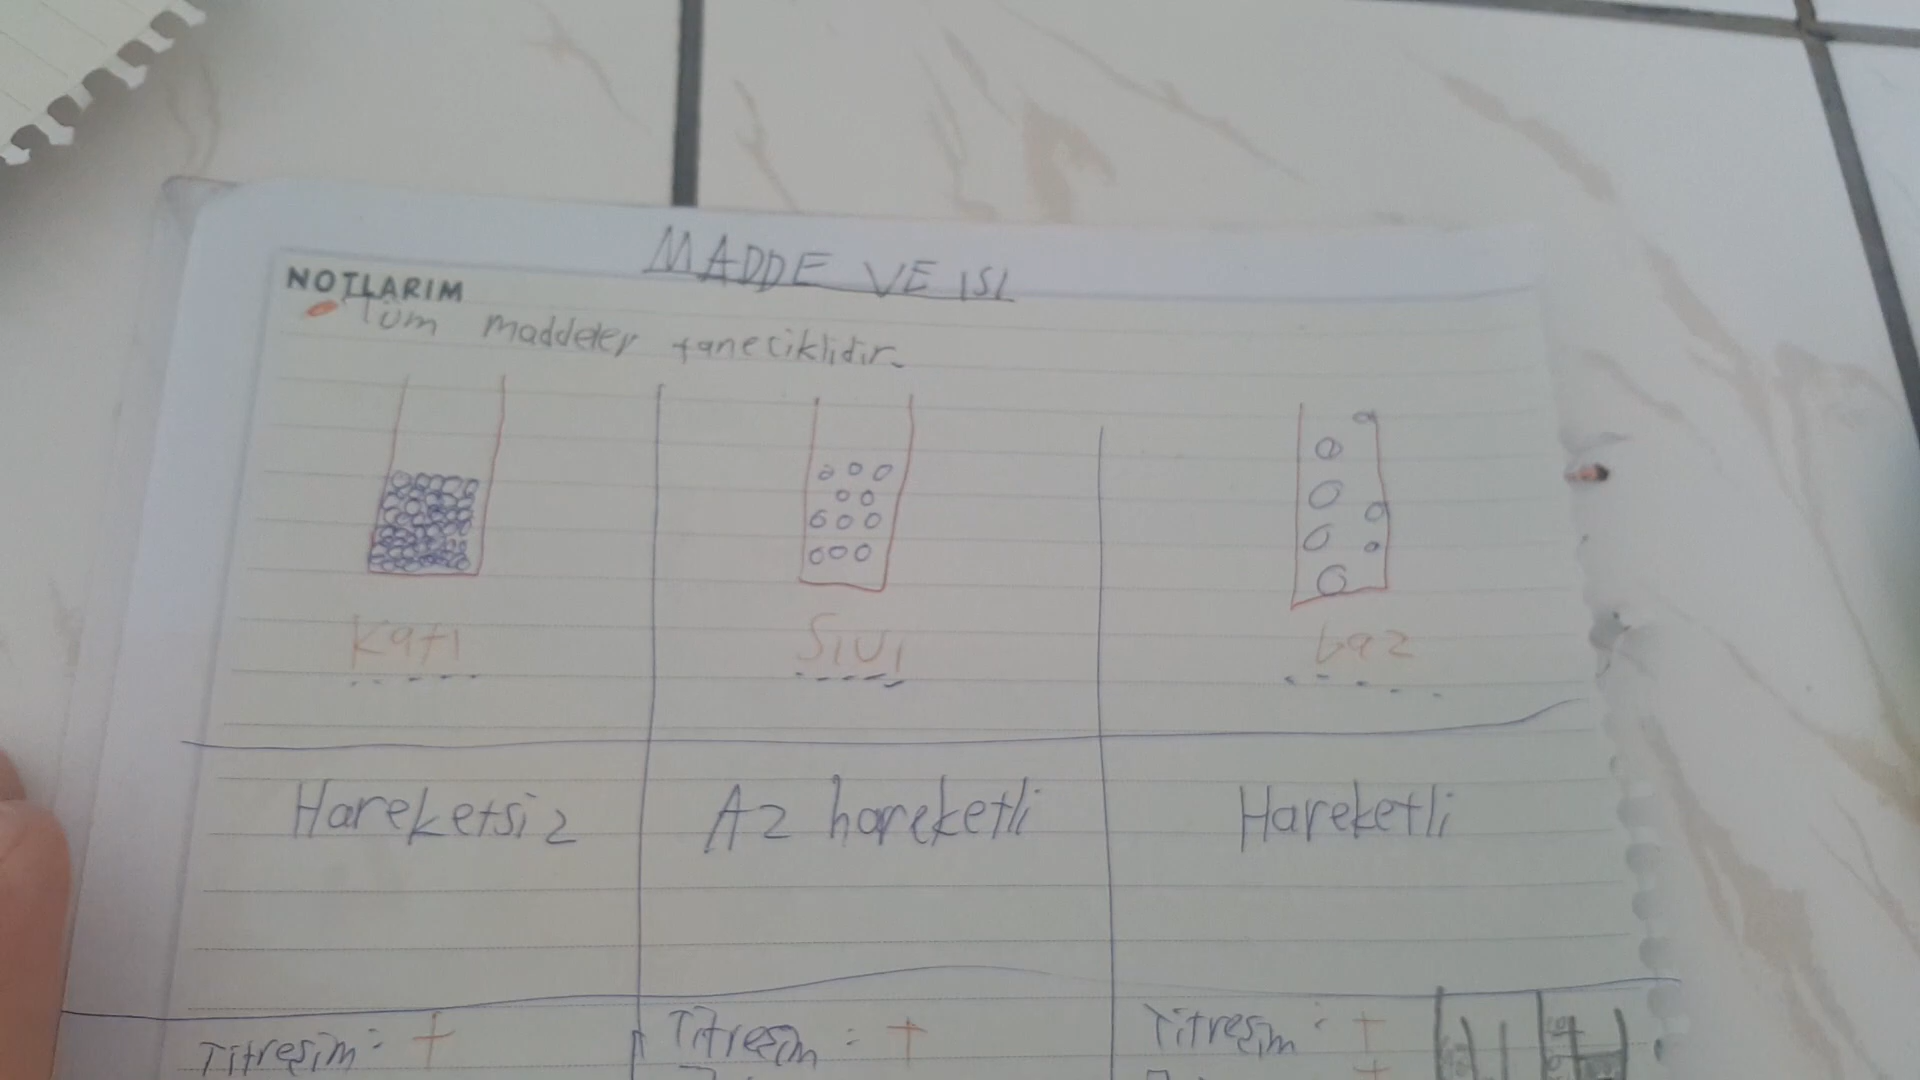 MADDE VE ISI
NOTLARIM
Tüm maddeler taneciklidir.
Katı
Sıvı
Gaz
Hareketsiz
Az hareketli
Hareketli
Titreşim: +
Titreşim: +
Titreşim: +
+